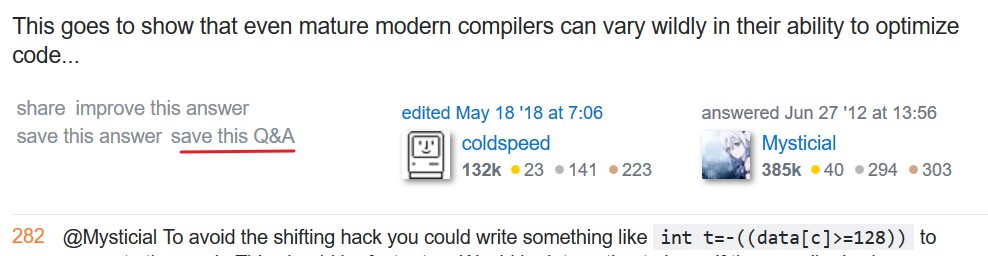 This goes to show that even mature modern compilers can vary wildly in their ability to optimize
code...
share improve this answer
save this answer save this Q&A
edited May 18 '18 at 7:06
coldspeed
132k 23 141 223
answered Jun 27 '12 at 13:56
Mysticial
385k 40 294 303
282 @Mysticial To avoid the shifting hack you could write something like int t=-((data[c]>=128)) to